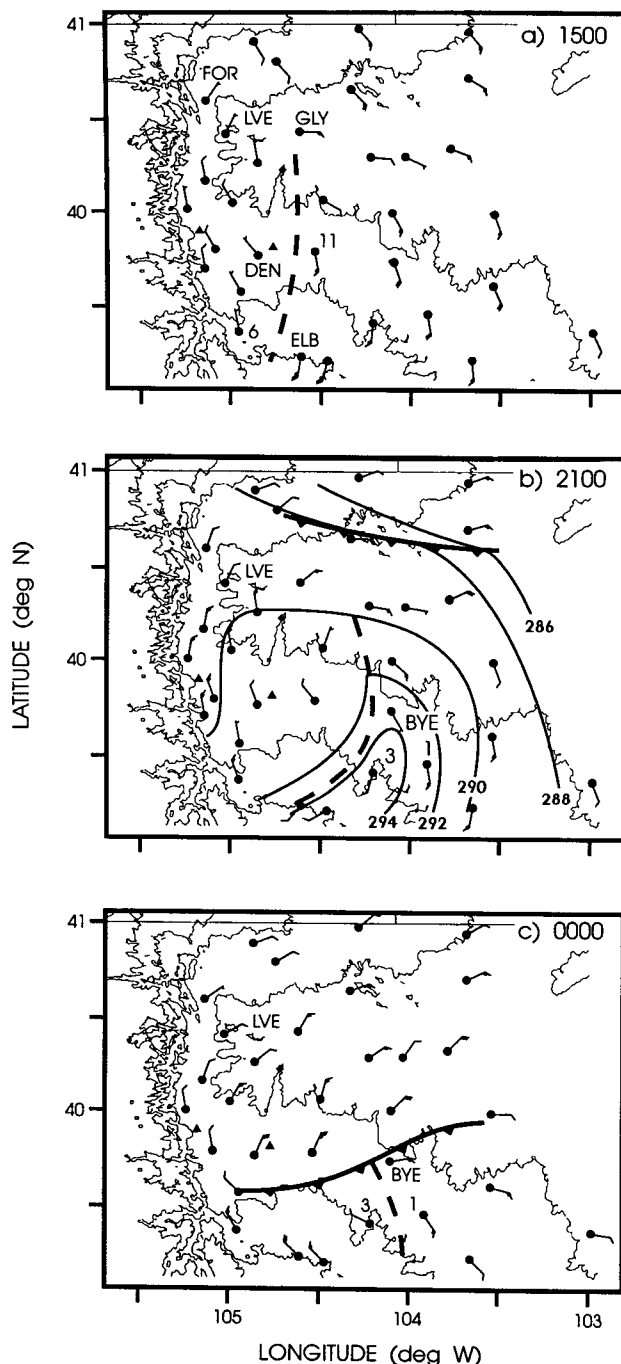 41
a) 1500
FOR
LVE
GLY
40
11
DEN
6
ELB
41
b) 2100
LVE
286
40
BYE
3
1
290
288
294
292
LATITUDE (deg N)
41
c) 0000
LVE
40
BYE
3
1
105
104
103
LONGITUDE (deg W)